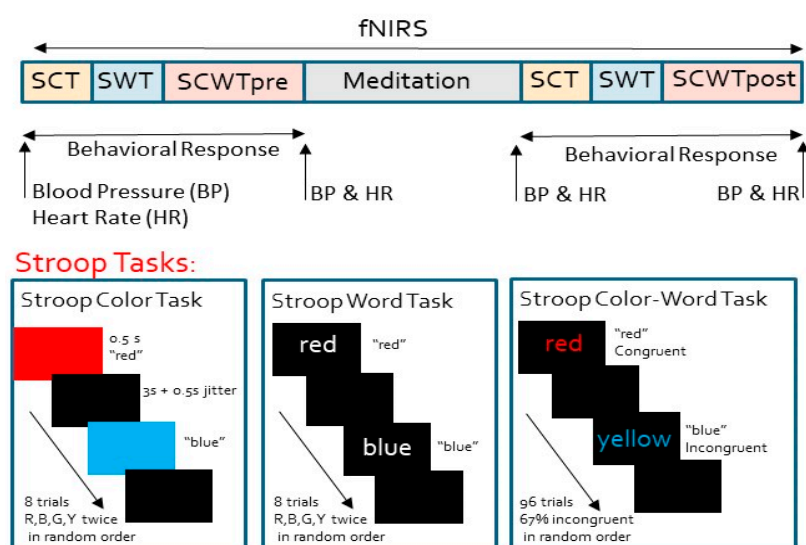 fNIRS
SCT SWT SCWTpre Meditation SCT SWT SCWTpost
Behavioral Response
Behavioral Response
Blood Pressure (BP)
Heart Rate (HR)
BP & HR
BP & HR
BP & HR
Stroop Tasks:
Stroop Color Task
0.5 s
"red"
3s + 0.5s jitter
"blue"
8 trials
R,B,G,Y twice
in random order
Stroop Word Task
red
"red"
blue
"blue"
8 trials
R,B,G,Y twice
in random order
Stroop Color-Word Task
red
"red"
Congruent
yellow
"blue"
Incongruent
96 trials
67% incongruent
in random order